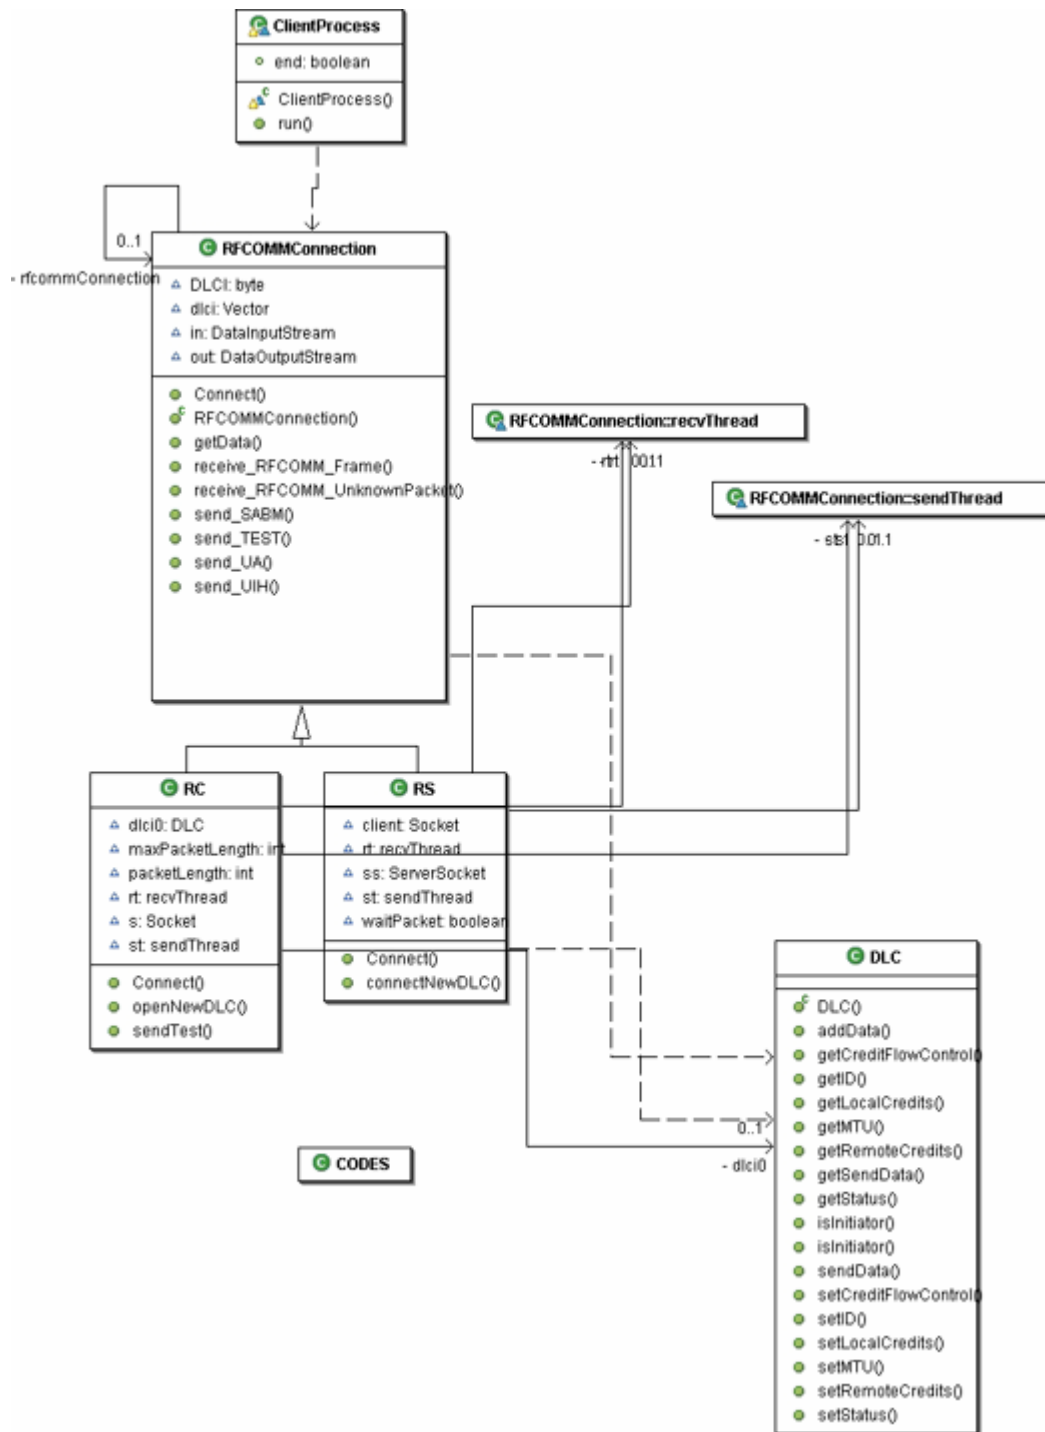 ClientProcess
end: boolean
ClientProcess()
run()
0..1
- rfcommConnection
RFCOMMConnection
DLCI: byte
dlci: Vector
in: DataInputStream
out: DataOutputStream
Connect()
RFCOMMConnection()
getData()
receive_RFCOMM_Frame()
receive_RFCOMM_UnknownPacket()
send_SABM()
send_TEST()
send_UA()
send_UIH()
RFCOMMConnection::recvThread
RFCOMMConnection::sendThread
RC
dlci0: DLC
maxPacketLength: int
packetLength: int
rt: recvThread
s: Socket
st: sendThread
Connect()
openNewDLC()
sendTest()
RS
client: Socket
rt: recvThread
ss: ServerSocket
st: sendThread
waitPacket: boolean
Connect()
connectNewDLC()
0..1
- dlci0
CODES
DLC
DLC()
addData()
getCreditFlowControl()
getID()
getLocalCredits()
getMTU()
getRemoteCredits()
getSendData()
getStatus()
isInitiator()
isInitiator()
sendData()
setCreditFlowControl()
setID()
setLocalCredits()
setMTU()
setRemoteCredits()
setStatus()